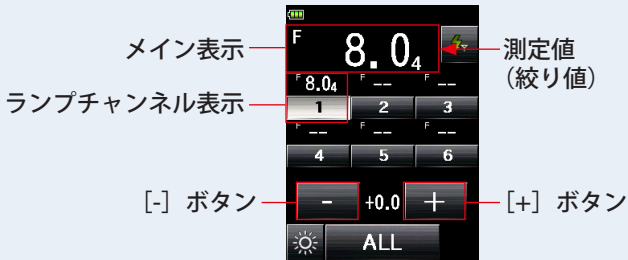 メイン表示
F 8.0₄
測定値
（絞り値）
F 8.0₄ F -- F --
ランプチャンネル表示
1 2 3
F -- F -- F --
4 5 6
［-］ボタン
- +0.0 +
［+］ボタン
ALL